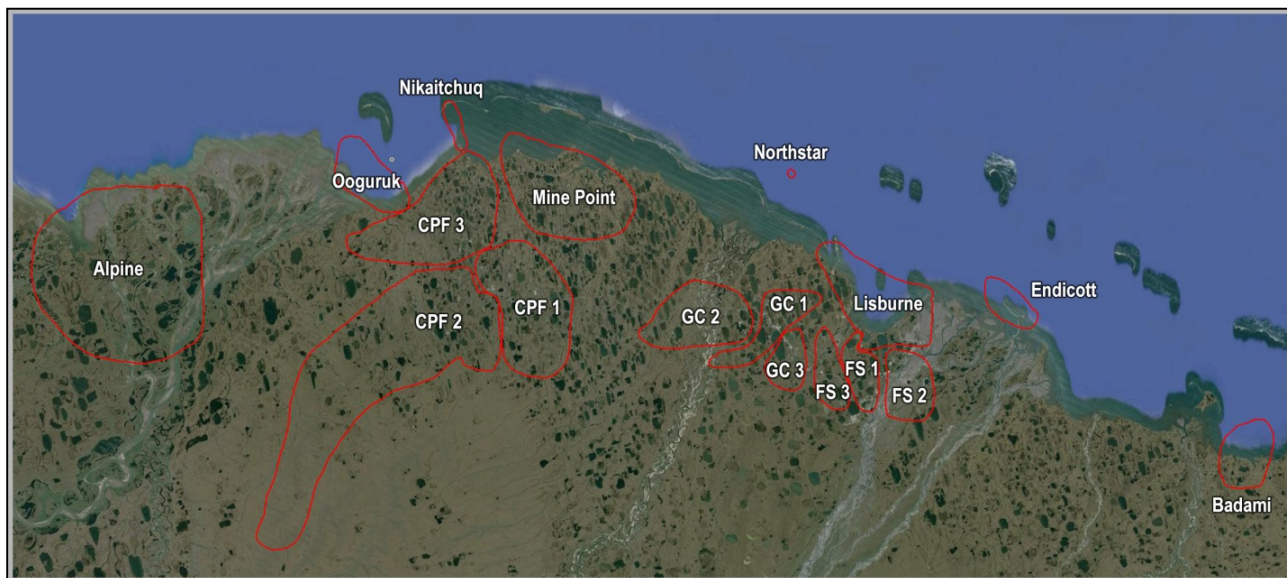 Nikaitchuq
Northstar
Ooguruk
Mine Point
CPF 3
Alpine
Endicott
CPF 1
GC 1
Lisburne
CPF 2
GC 2
GC 3
FS 1
FS 3
FS 2
Badami